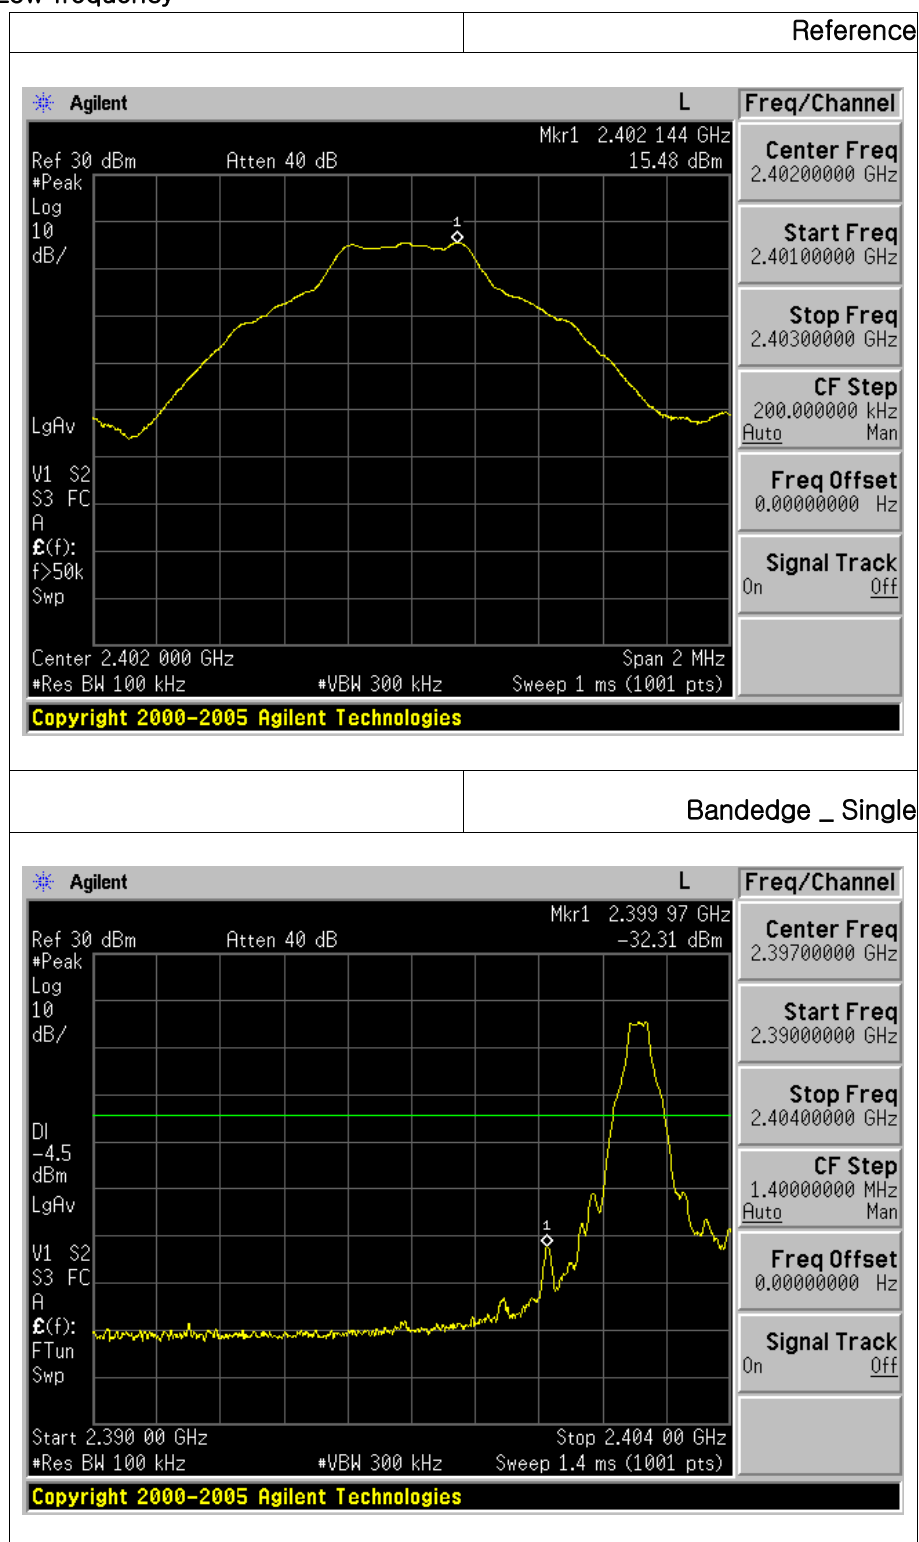 Low frequency
Reference
Agilent L Freq/Channel
Mkr1 2.402 144 GHz
Ref 30 dBm Atten 40 dB 15.48 dBm
#Peak
Log
10
dB/
1
LgAv
V1 S2
S3 FC
A
£(f):
f>50k
Swp
Center 2.402 000 GHz Span 2 MHz
#Res BW 100 kHz #VBW 300 kHz Sweep 1 ms (1001 pts)
Copyright 2000-2005 Agilent Technologies
Center Freq
2.40200000 GHz
Start Freq
2.40100000 GHz
Stop Freq
2.40300000 GHz
CF Step
200.000000 kHz
Auto Man
Freq Offset
0.00000000 Hz
Signal Track
On Off
Bandedge _ Single
Agilent L Freq/Channel
Mkr1 2.399 97 GHz
Ref 30 dBm Atten 40 dB -32.31 dBm
#Peak
Log
10
dB/
DI
-4.5
dBm
LgAv
1
V1 S2
S3 FC
A
£(f):
FTun
Swp
Start 2.390 00 GHz Stop 2.404 00 GHz
#Res BW 100 kHz #VBW 300 kHz Sweep 1.4 ms (1001 pts)
Copyright 2000-2005 Agilent Technologies
Center Freq
2.39700000 GHz
Start Freq
2.39000000 GHz
Stop Freq
2.40400000 GHz
CF Step
1.40000000 MHz
Auto Man
Freq Offset
0.00000000 Hz
Signal Track
On Off